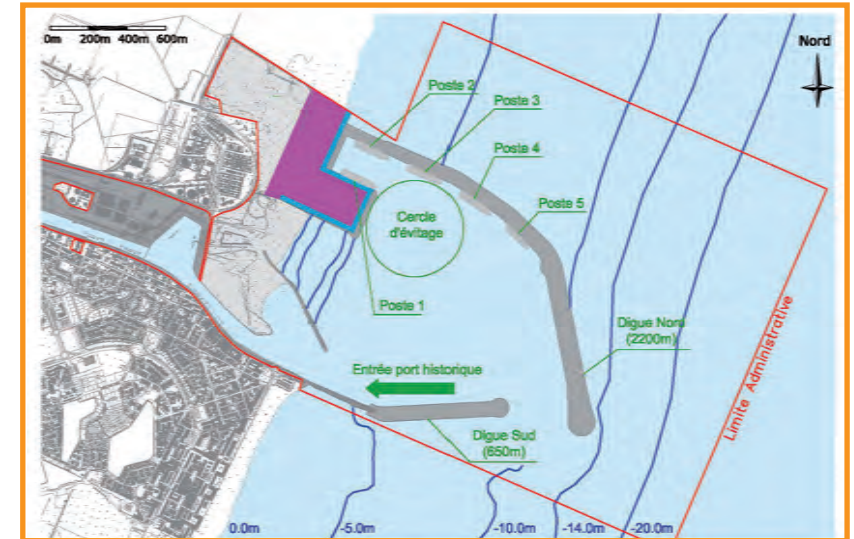 0m 200m 400m 600m
Nord
Poste 2
Poste 3
Poste 4
Poste 5
Cercle
d'évitage
Poste 1
Digue Nord
(2200m)
Entrée port historique
Digue Sud
(650m)
Limite Administrative
0.0m -5.0m -10.0m -14.0m -20.0m